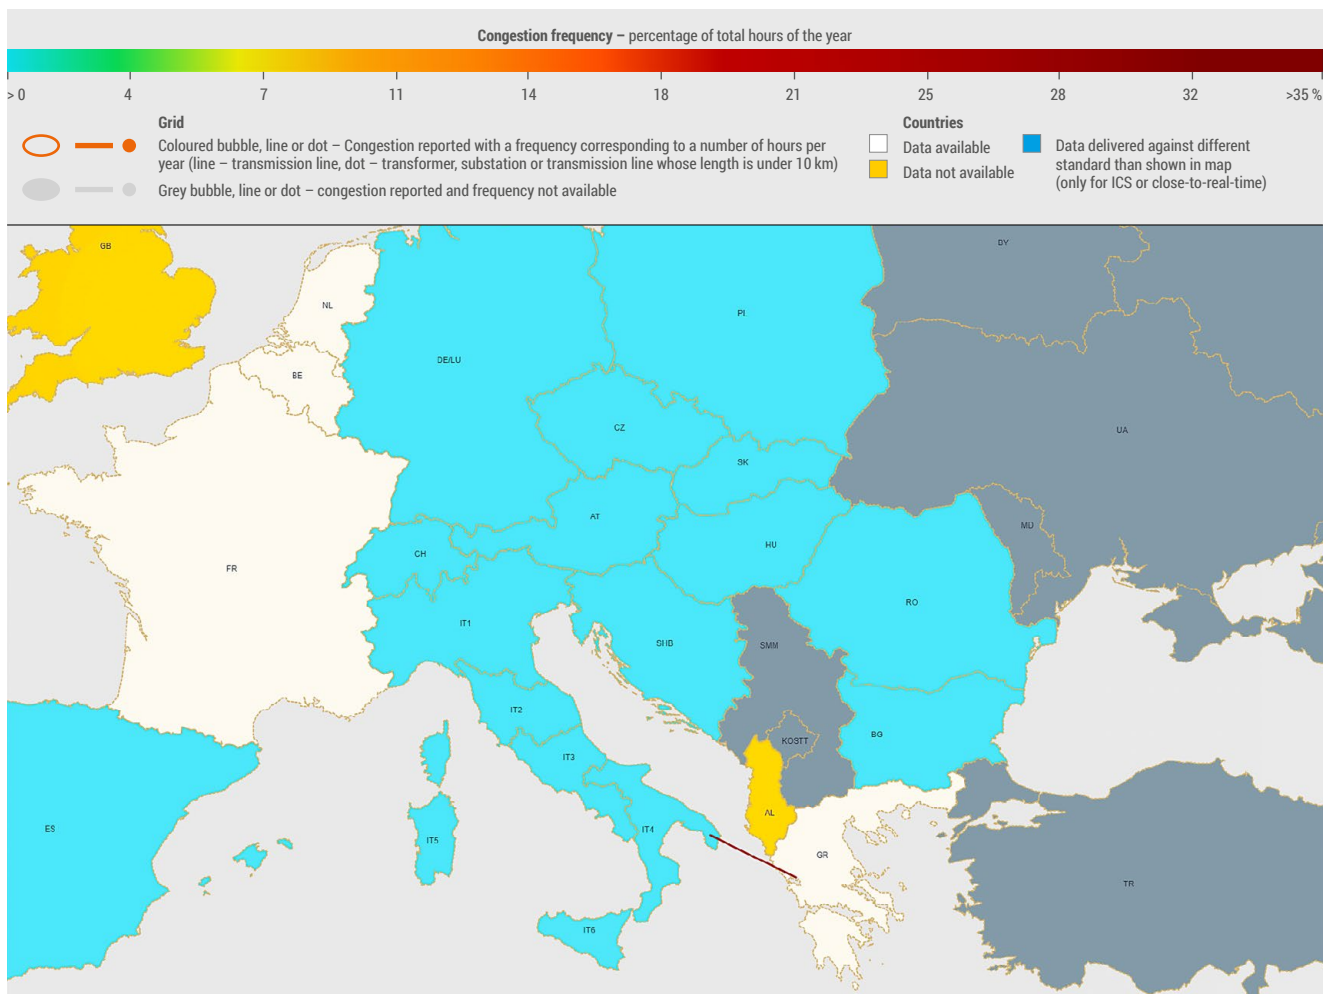 Congestion frequency – percentage of total hours of the year
> 0 4 7 11 14 18 21 25 28 32 >35 %
Grid
Coloured bubble, line or dot – Congestion reported with a frequency corresponding to a number of hours per
year (line – transmission line, dot – transformer, substation or transmission line whose length is under 10 km)
Grey bubble, line or dot – congestion reported and frequency not available
Countries
Data available
Data not available
Data delivered against different
standard than shown in map
(only for ICS or close-to-real-time)
GB
BY
NL
Pl
DE/LU
BE
CZ
UA
SK
AT
MD
HU
CH
FR
RO
IT1
SHB
SMM
IT2
BG
KOSTT
IT3
AL
ES
IT4
IT5
GR
TR
IT6